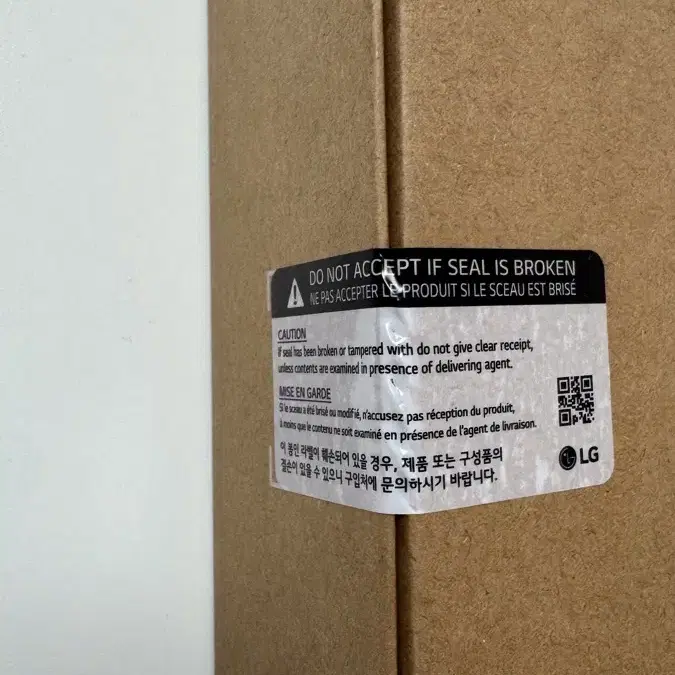 DO NOT ACCEPT IF SEAL IS BROKEN
NE PAS ACCEPTER LE PRODUIT SI LE SCEAU EST BRISÉ
CAUTION
If seal has been broken or tampered with do not give clear receipt,
unless contents are examined in presence of delivering agent.
MISE EN GARDE
Si le sceau a été brisé ou modifié, n'accusez pas réception du produit,
à moins que le contenu ne soit examiné en présence de l'agent de livraison.
이 봉인 라벨이 훼손되어 있을 경우, 제품 또는 구성품의
결손이 있을 수 있으니 구입처에 문의하시기 바랍니다.
LG